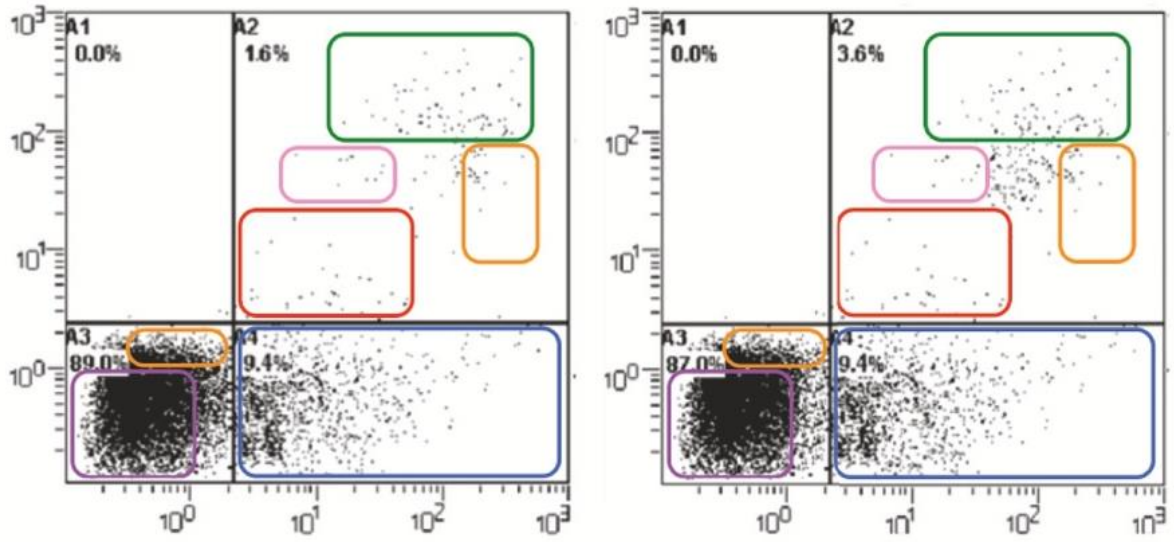 10³ A1 A2 10³ A1 A2
0.0% 1.6% 0.0% 3.6%
10² 10²
10¹ 10¹
A3 A4 A3 A4
89.0% 9.4% 87.0% 9.4%
10⁰ 10⁰
10⁰ 10¹ 10² 10³ 10⁰ 10¹ 10² 10³